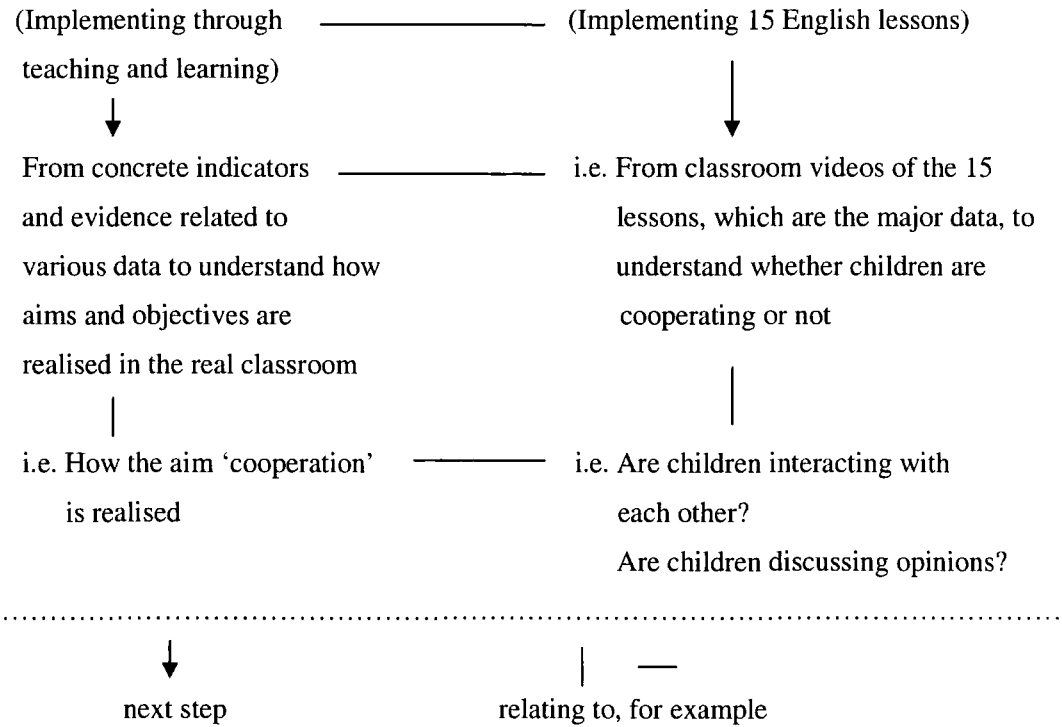 (Implementing through
teaching and learning)
(Implementing 15 English lessons)
From concrete indicators
and evidence related to
various data to understand how
aims and objectives are
realised in the real classroom
i.e. From classroom videos of the 15
lessons, which are the major data, to
understand whether children are
cooperating or not
i.e. How the aim ‘cooperation’
is realised
i.e. Are children interacting with
each other?
Are children discussing opinions?
next step
relating to, for example